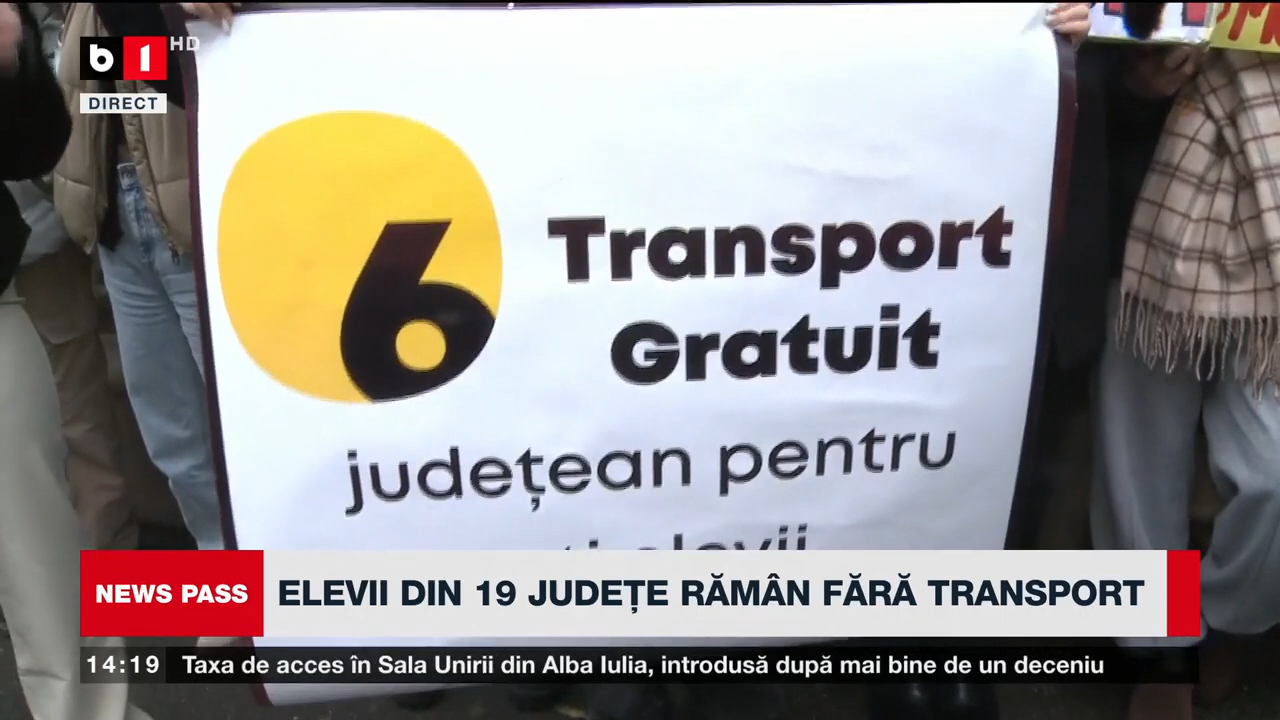 b1 HD
DIRECT
6 Transport
Gratuit
județean pentru
elevii
NEWS PASS ELEVII DIN 19 JUDEȚE RĂMÂN FĂRĂ TRANSPORT
14:19 Taxa de acces în Sala Unirii din Alba Iulia, introdusă după mai bine de un deceniu